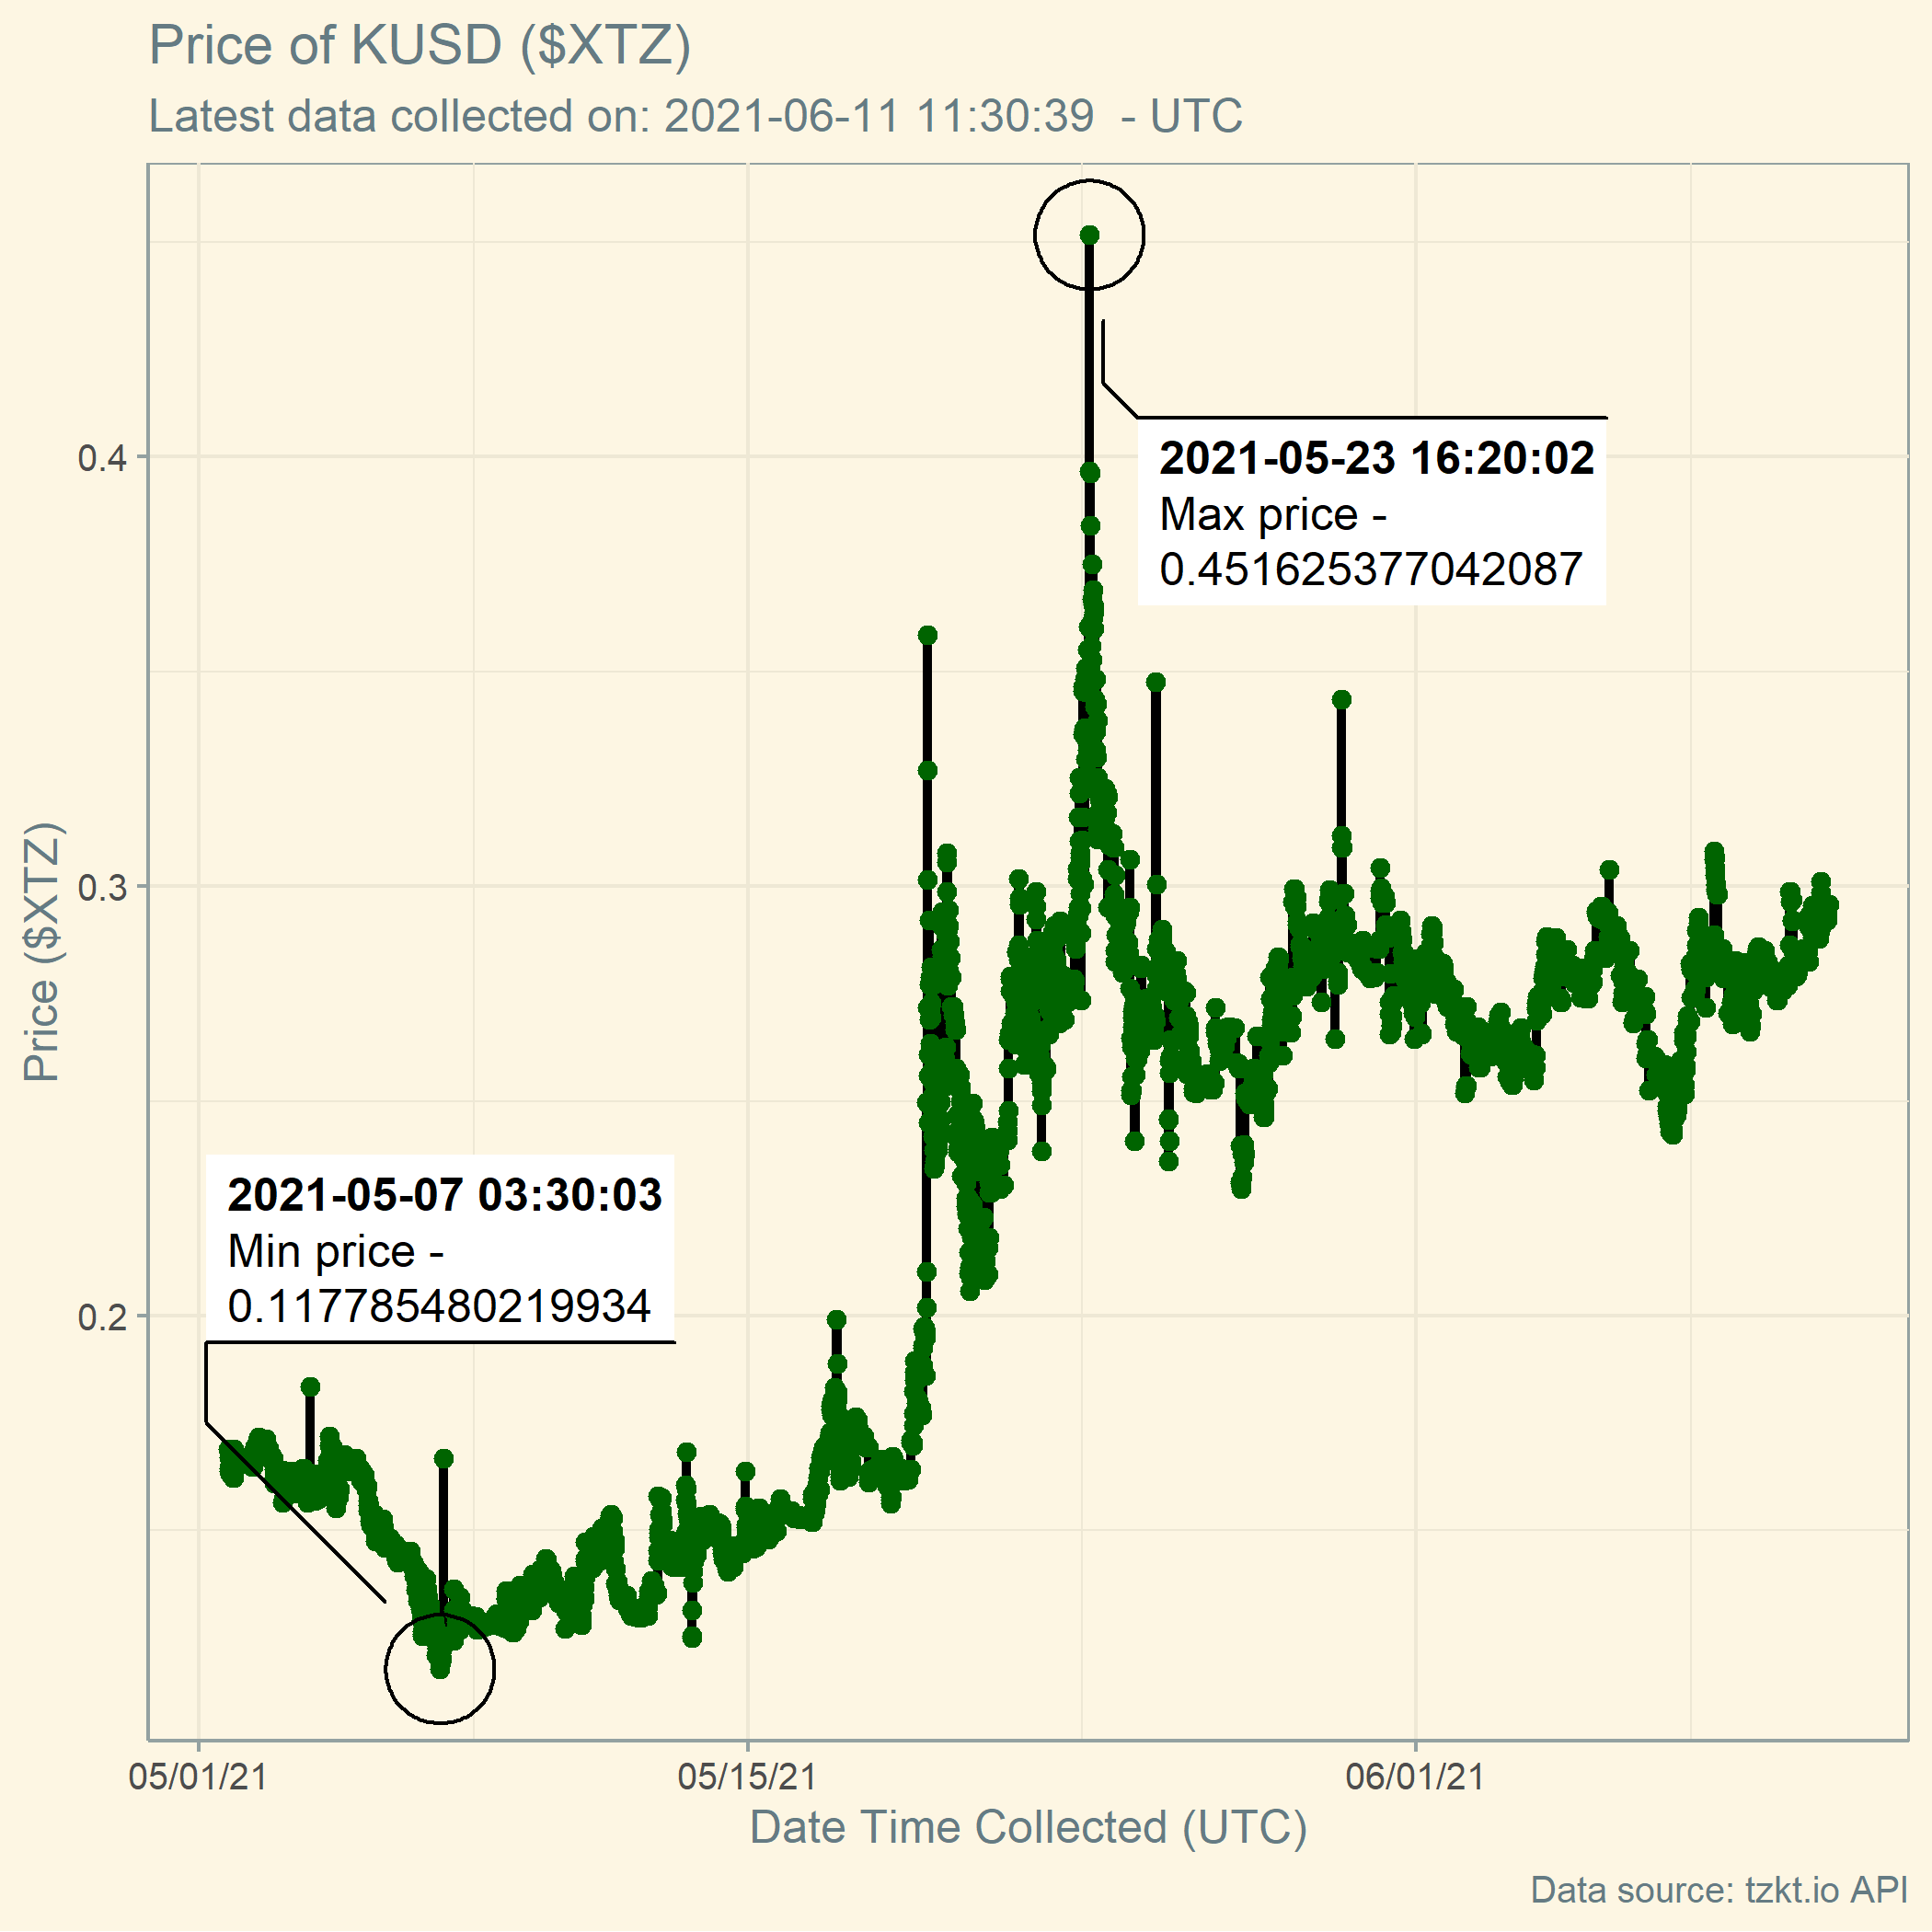 Price of KUSD ($XTZ)
Latest data collected on: 2021-06-11 11:30:39  - UTC
2021-05-23 16:20:02
Max price -
0.451625377042087
2021-05-07 03:30:03
Min price -
0.117785480219934
Price ($XTZ)
0.4
0.3
0.2
05/01/21
05/15/21
06/01/21
Date Time Collected (UTC)
Data source: tzkt.io API